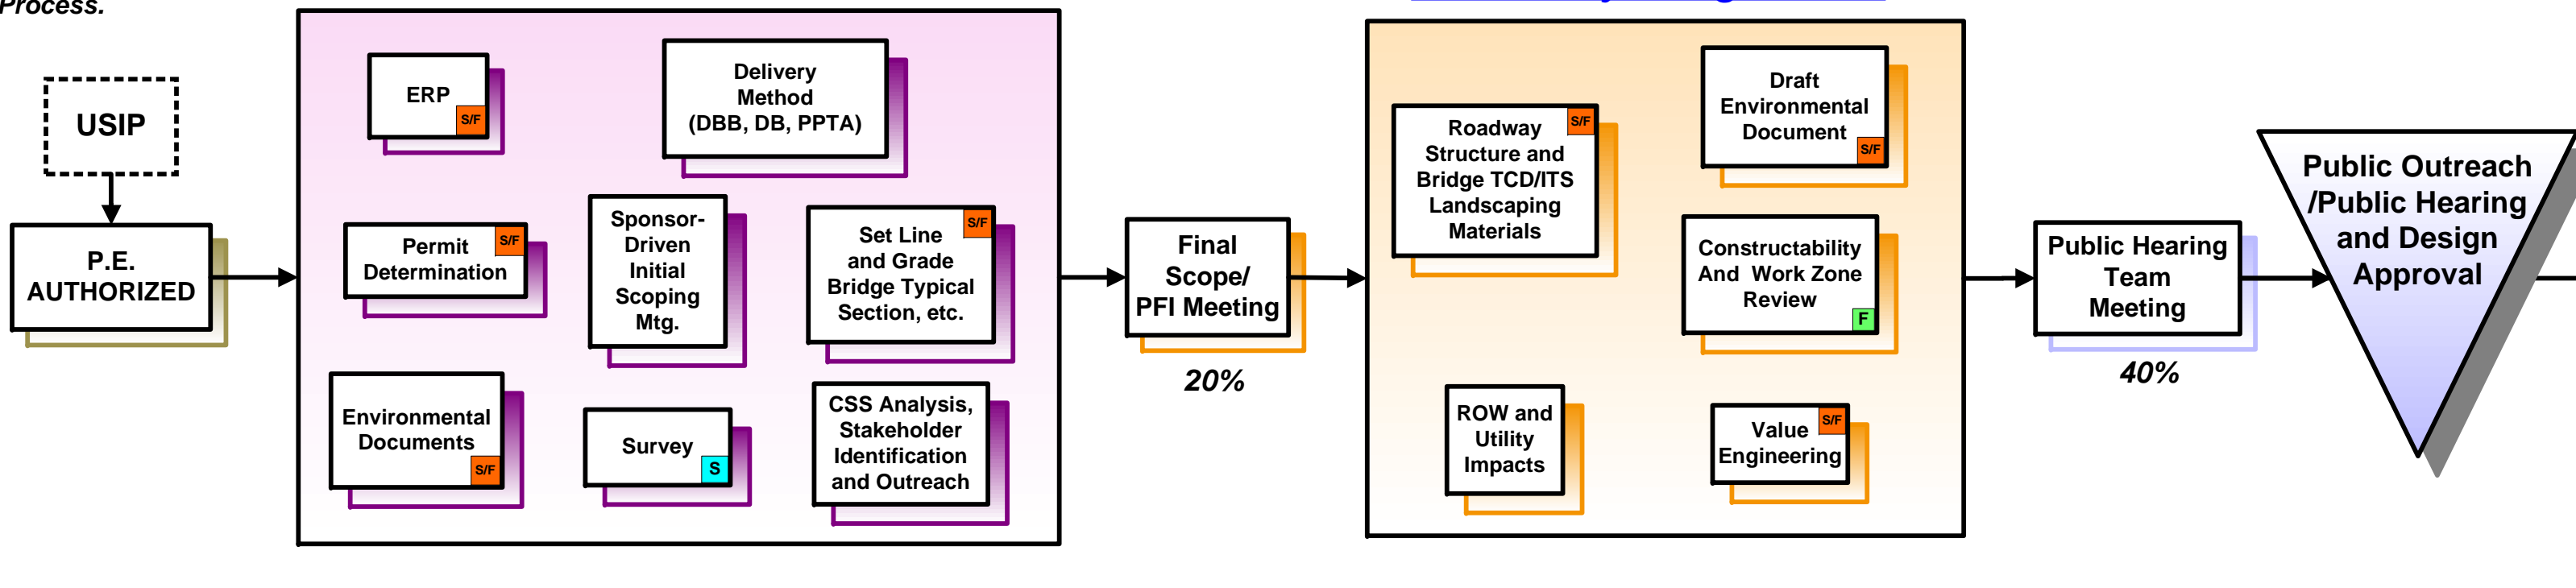 Process.
USIP
P.E.
AUTHORIZED
ERP
S/F
Delivery
Method
(DBB, DB, PPTA)
Permit
Determination
S/F
Sponsor-
Driven
Initial
Scoping
Mtg.
Set Line
and Grade
Bridge Typical
Section, etc.
S/F
Environmental
Documents
S/F
Survey
S
CSS Analysis,
Stakeholder
Identification
and Outreach
Final
Scope/
PFI Meeting
20%
Roadway
Structure and
Bridge TCD/ITS
Landscaping
Materials
S/F
Draft
Environmental
Document
S/F
Constructability
And Work Zone
Review
F
ROW and
Utility
Impacts
Value
Engineering
S/F
Public Hearing
Team
Meeting
40%
Public Outreach
/Public Hearing
and Design
Approval